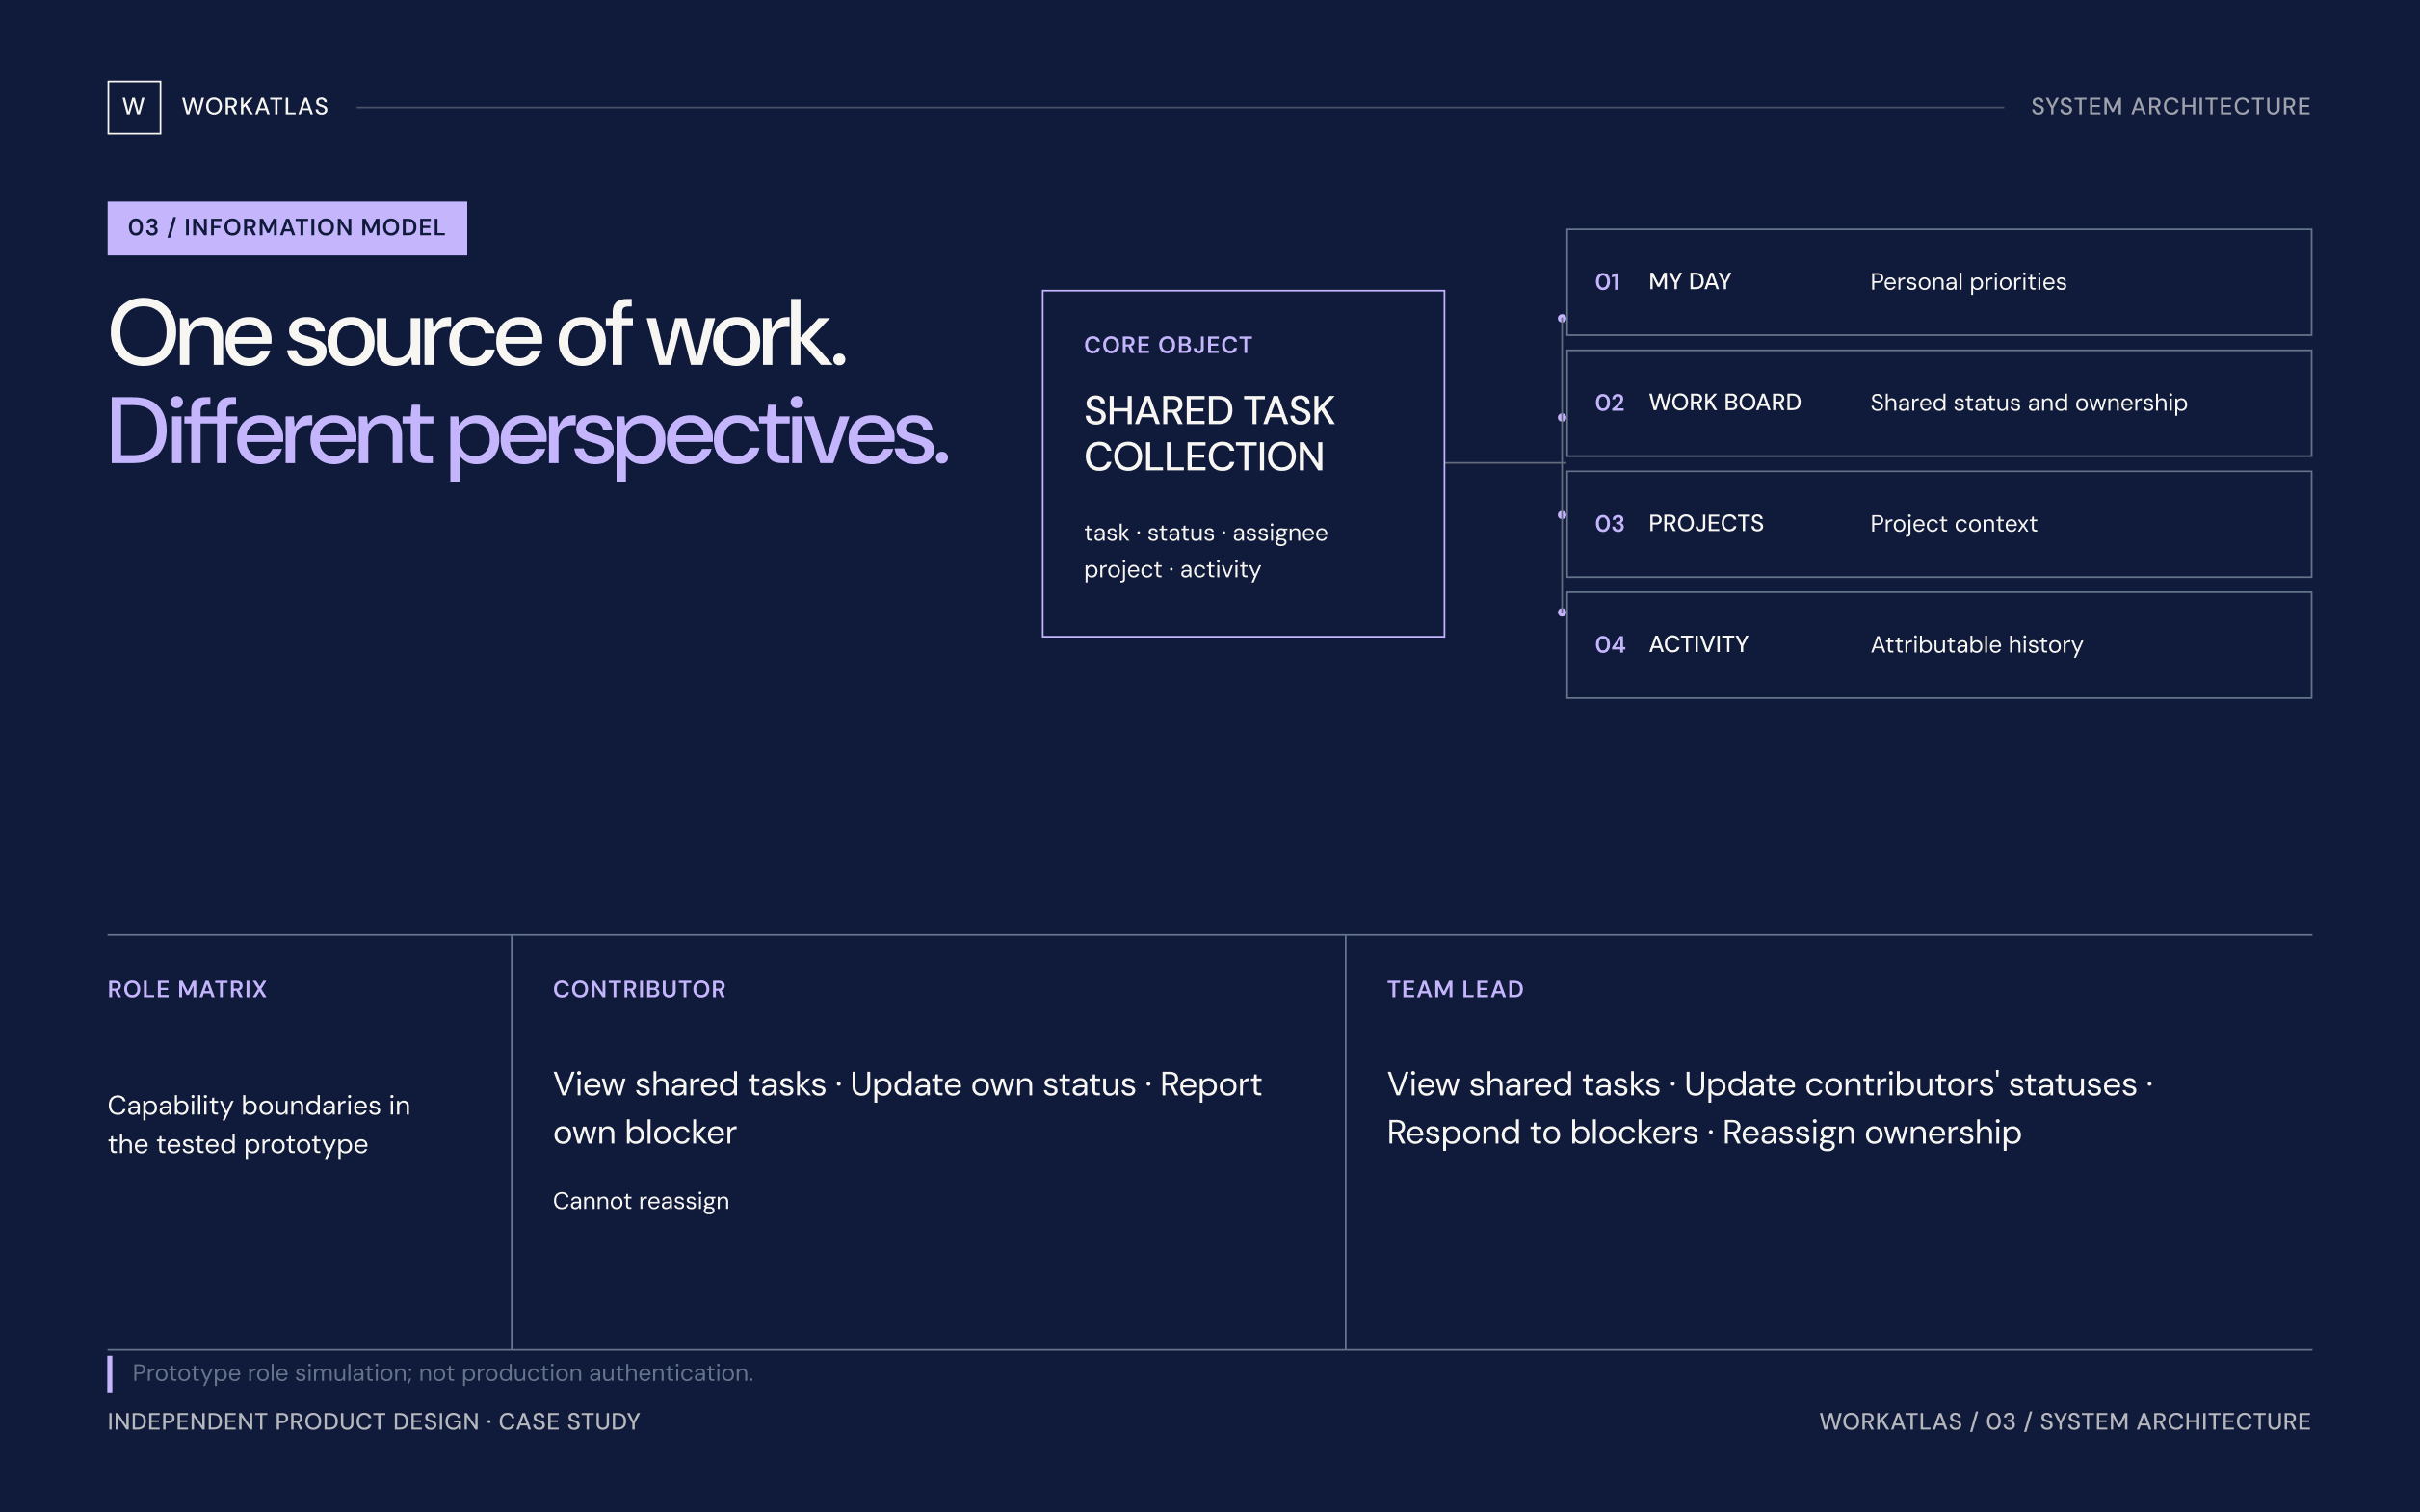 W WORKATLAS
SYSTEM ARCHITECTURE
03 / INFORMATION MODEL
One source of work.
Different perspectives.
CORE OBJECT
SHARED TASK
COLLECTION
task · status · assignee
project · activity
01 MY DAY Personal priorities
02 WORK BOARD Shared status and ownership
03 PROJECTS Project context
04 ACTIVITY Attributable history
ROLE MATRIX
Capability boundaries in
the tested prototype
CONTRIBUTOR
View shared tasks · Update own status · Report
own blocker
Cannot reassign
TEAM LEAD
View shared tasks · Update contributors' statuses ·
Respond to blockers · Reassign ownership
Prototype role simulation; not production authentication.
INDEPENDENT PRODUCT DESIGN · CASE STUDY
WORKATLAS / 03 / SYSTEM ARCHITECTURE